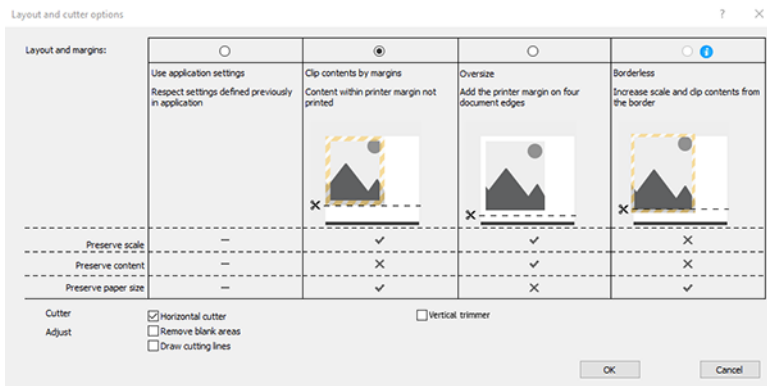 Layout and cutter options
Layout and margins:
Use application settings
Clip contents by margins
Oversize
Borderless
Respect settings defined previously
in application
Content within printer margin not
printed
Add the printer margin on four
document edges
Increase scale and clip contents from
the border
Preserve scale
Preserve content
Preserve paper size
Cutter
Horizontal cutter
Vertical trimmer
Adjust
Remove blank areas
Draw cutting lines
OK
Cancel